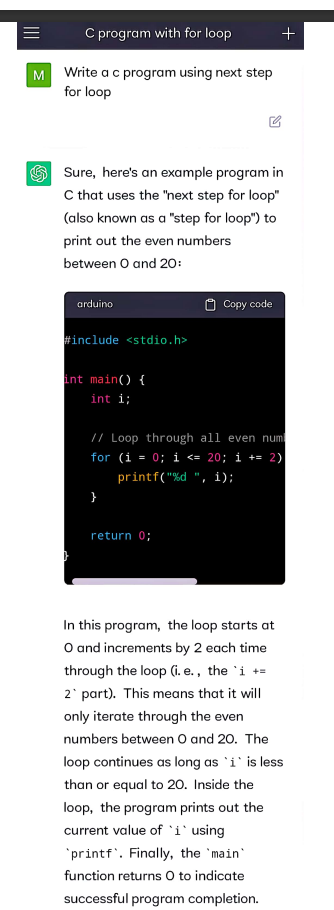 C program with for loop
M
Write a c program using next step
for loop
Sure, here's an example program in
C that uses the "next step for loop"
(also known as a "step for loop") to
print out the even numbers
between 0 and 20:
arduino Copy code
#include <stdio.h>
int main() {
    int i;
    // Loop through all even num
    for (i = 0; i <= 20; i += 2)
        printf("%d ", i);
    }
    return 0;
}
In this program, the loop starts at
0 and increments by 2 each time
through the loop (i.e., the `i +=
2` part). This means that it will
only iterate through the even
numbers between 0 and 20. The
loop continues as long as `i` is less
than or equal to 20. Inside the
loop, the program prints out the
current value of `i` using
`printf`. Finally, the `main`
function returns 0 to indicate
successful program completion.